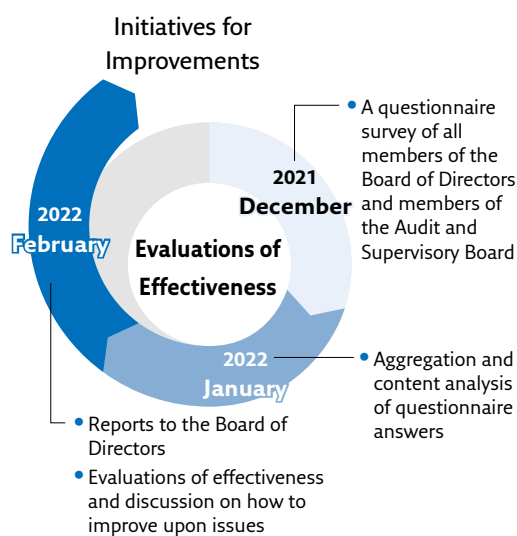 Initiatives for
Improvements
• A questionnaire
survey of all
members of the
Board of Directors
and members of
the Audit and
Supervisory Board
2021
December
2022
February
Evaluations of
Effectiveness
2022
January
• Aggregation and
content analysis
of questionnaire
answers
• Reports to the Board of
Directors
• Evaluations of effectiveness
and discussion on how to
improve upon issues